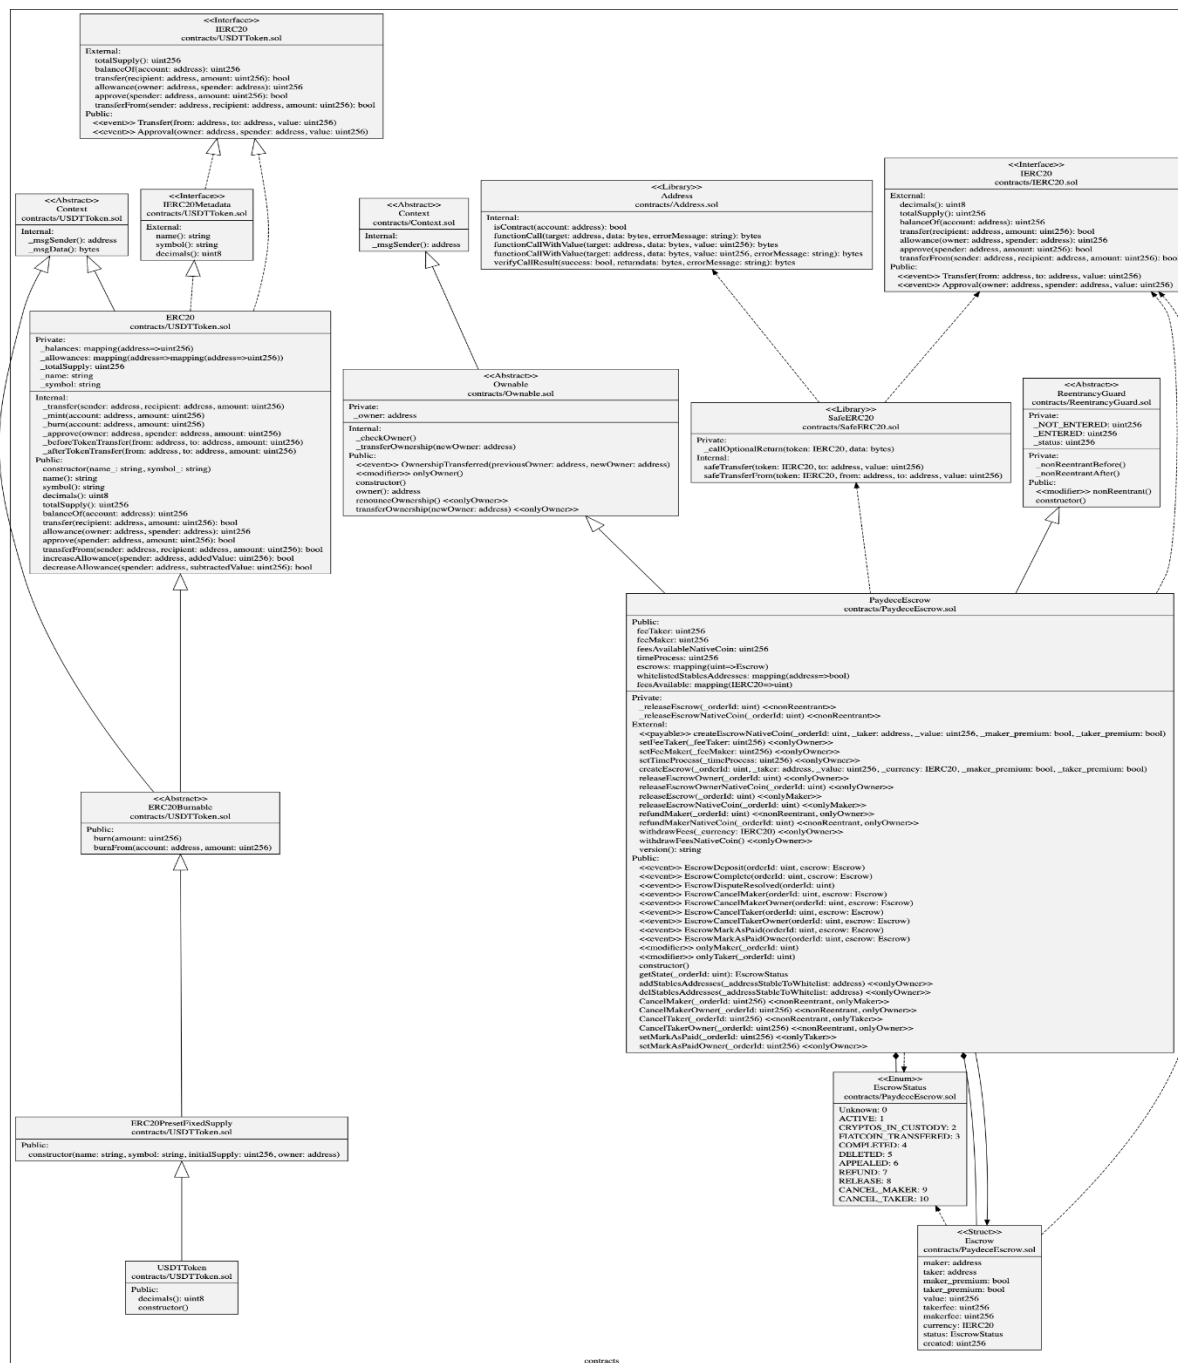 <<Interface>>
IERC20
contracts/USDTToken.sol
External:
totalSupply(): uint256
balanceOf(account: address): uint256
transfer(recipient: address, amount: uint256): bool
allowance(owner: address, spender: address): uint256
approve(spender: address, amount: uint256): bool
transferFrom(sender: address, recipient: address, amount: uint256): bool
Public:
<<event>> Transfer(from: address, to: address, value: uint256)
<<event>> Approval(owner: address, spender: address, value: uint256)
<<Abstract>>
Context
contracts/USDTToken.sol
Internal:
_msgSender(): address
_msgData(): bytes
<<Interface>>
IERC20Metadata
contracts/USDTToken.sol
External:
name(): string
symbol(): string
decimals(): uint8
<<Abstract>>
Context
contracts/Context.sol
Internal:
_msgSender(): address
<<Library>>
Address
contracts/Address.sol
Internal:
isContract(account: address): bool
functionCall(target: address, data: bytes, errorMessage: string): bytes
functionCallWithValue(target: address, data: bytes, value: uint256): bytes
functionCallWithValue(target: address, data: bytes, value: uint256, errorMessage: string): bytes
verifyCallResult(success: bool, returndata: bytes, errorMessage: string): bytes
<<Interface>>
IERC20
contracts/IERC20.sol
External:
decimals(): uint8
totalSupply(): uint256
balanceOf(account: address): uint256
transfer(recipient: address, amount: uint256): bool
allowance(owner: address, spender: address): uint256
approve(spender: address, amount: uint256): bool
transferFrom(sender: address, recipient: address, amount: uint256): bool
Public:
<<event>> Transfer(from: address, to: address, value: uint256)
<<event>> Approval(owner: address, spender: address, value: uint256)
ERC20
contracts/USDTToken.sol
Private:
_balances: mapping(address=>uint256)
_allowances: mapping(address=>mapping(address=>uint256))
_totalSupply: uint256
_name: string
_symbol: string
Internal:
_transfer(sender: address, recipient: address, amount: uint256)
_mint(account: address, amount: uint256)
_burn(account: address, amount: uint256)
_approve(owner: address, spender: address, amount: uint256)
_beforeTokenTransfer(from: address, to: address, amount: uint256)
_afterTokenTransfer(from: address, to: address, amount: uint256)
Public:
constructor(name_: string, symbol_: string)
name(): string
symbol(): string
decimals(): uint8
totalSupply(): uint256
balanceOf(account: address): uint256
transfer(recipient: address, amount: uint256): bool
allowance(owner: address, spender: address): uint256
approve(spender: address, amount: uint256): bool
transferFrom(sender: address, recipient: address, amount: uint256): bool
increaseAllowance(spender: address, addedValue: uint256): bool
decreaseAllowance(spender: address, subtractedValue: uint256): bool
<<Abstract>>
Ownable
contracts/Ownable.sol
Private:
_owner: address
Internal:
_checkOwner()
_transferOwnership(newOwner: address)
Public:
<<event>> OwnershipTransferred(previousOwner: address, newOwner: address)
<<modifier>> onlyOwner()
constructor()
owner(): address
renounceOwnership() <<onlyOwner>>
transferOwnership(newOwner: address) <<onlyOwner>>
<<Library>>
SafeERC20
contracts/SafeERC20.sol
Private:
_callOptionalReturn(token: IERC20, data: bytes)
Internal:
safeTransfer(token: IERC20, to: address, value: uint256)
safeTransferFrom(token: IERC20, from: address, to: address, value: uint256)
<<Abstract>>
ReentrancyGuard
contracts/ReentrancyGuard.sol
Private:
_NOT_ENTERED: uint256
_ENTERED: uint256
_status: uint256
Private:
_nonReentrantBefore()
_nonReentrantAfter()
Public:
<<modifier>> nonReentrant()
constructor()
PaydeceEscrow
contracts/PaydeceEscrow.sol
Public:
feeTaker: uint256
feeMaker: uint256
feesAvailableNativeCoin: uint256
timeProcess: uint256
escrows: mapping(uint=>Escrow)
whitelistedStablesAddresses: mapping(address=>bool)
feesAvailable: mapping(IERC20=>uint)
Private:
_releaseEscrow(_orderId: uint) <<nonReentrant>>
_releaseEscrowNativeCoin(_orderId: uint) <<nonReentrant>>
External:
<<payable>> createEscrowNativeCoin(_orderId: uint, _taker: address, _value: uint256, _maker_premium: bool, _taker_premium: bool)
setFeeTaker(_feeTaker: uint256) <<onlyOwner>>
setFeeMaker(_feeMaker: uint256) <<onlyOwner>>
setTimeProcess(_timeProcess: uint256) <<onlyOwner>>
createEscrow(_orderId: uint, _taker: address, _value: uint256, _currency: IERC20, _maker_premium: bool, _taker_premium: bool)
releaseEscrowOwner(_orderId: uint) <<onlyOwner>>
releaseEscrowOwnerNativeCoin(_orderId: uint) <<onlyOwner>>
releaseEscrow(_orderId: uint) <<onlyMaker>>
releaseEscrowNativeCoin(_orderId: uint) <<onlyMaker>>
refundMaker(_orderId: uint) <<nonReentrant, onlyOwner>>
refundMakerNativeCoin(_orderId: uint) <<nonReentrant, onlyOwner>>
withdrawFees(_currency: IERC20) <<onlyOwner>>
withdrawFeesNativeCoin() <<onlyOwner>>
version(): string
Public:
<<event>> EscrowDeposit(orderId: uint, escrow: Escrow)
<<event>> EscrowComplete(orderId: uint, escrow: Escrow)
<<event>> EscrowDisputeResolved(orderId: uint)
<<event>> EscrowCancelMaker(orderId: uint, escrow: Escrow)
<<event>> EscrowCancelMakerOwner(orderId: uint, escrow: Escrow)
<<event>> EscrowCancelTaker(orderId: uint, escrow: Escrow)
<<event>> EscrowCancelTakerOwner(orderId: uint, escrow: Escrow)
<<event>> EscrowMarkAsPaid(orderId: uint, escrow: Escrow)
<<event>> EscrowMarkAsPaidOwner(orderId: uint, escrow: Escrow)
<<modifier>> onlyMaker(_orderId: uint)
<<modifier>> onlyTaker(_orderId: uint)
constructor()
getState(_orderId: uint): EscrowStatus
addStablesAddresses(_addressStableToWhitelist: address) <<onlyOwner>>
delStablesAddresses(_addressStableToWhitelist: address) <<onlyOwner>>
CancelMaker(_orderId: uint256) <<nonReentrant, onlyMaker>>
CancelMakerOwner(_orderId: uint256) <<nonReentrant, onlyOwner>>
CancelTaker(_orderId: uint256) <<nonReentrant, onlyTaker>>
CancelTakerOwner(_orderId: uint256) <<nonReentrant, onlyOwner>>
setMarkAsPaid(_orderId: uint256) <<onlyTaker>>
setMarkAsPaidOwner(_orderId: uint256) <<onlyOwner>>
<<Abstract>>
ERC20Burnable
contracts/USDTToken.sol
Public:
burn(amount: uint256)
burnFrom(account: address, amount: uint256)
<<Enum>>
EscrowStatus
contracts/PaydeceEscrow.sol
Unknown: 0
ACTIVE: 1
CRYPTOS_IN_CUSTODY: 2
FIATCOIN_TRANSFERED: 3
COMPLETED: 4
DELETED: 5
APPEALED: 6
REFUND: 7
RELEASE: 8
CANCEL_MAKER: 9
CANCEL_TAKER: 10
ERC20PresetFixedSupply
contracts/USDTToken.sol
Public:
constructor(name: string, symbol: string, initialSupply: uint256, owner: address)
<<Struct>>
Escrow
contracts/PaydeceEscrow.sol
maker: address
taker: address
maker_premium: bool
taker_premium: bool
value: uint256
takerfee: uint256
makerfee: uint256
currency: IERC20
status: EscrowStatus
created: uint256
USDTToken
contracts/USDTToken.sol
Public:
decimals(): uint8
constructor()
contracts